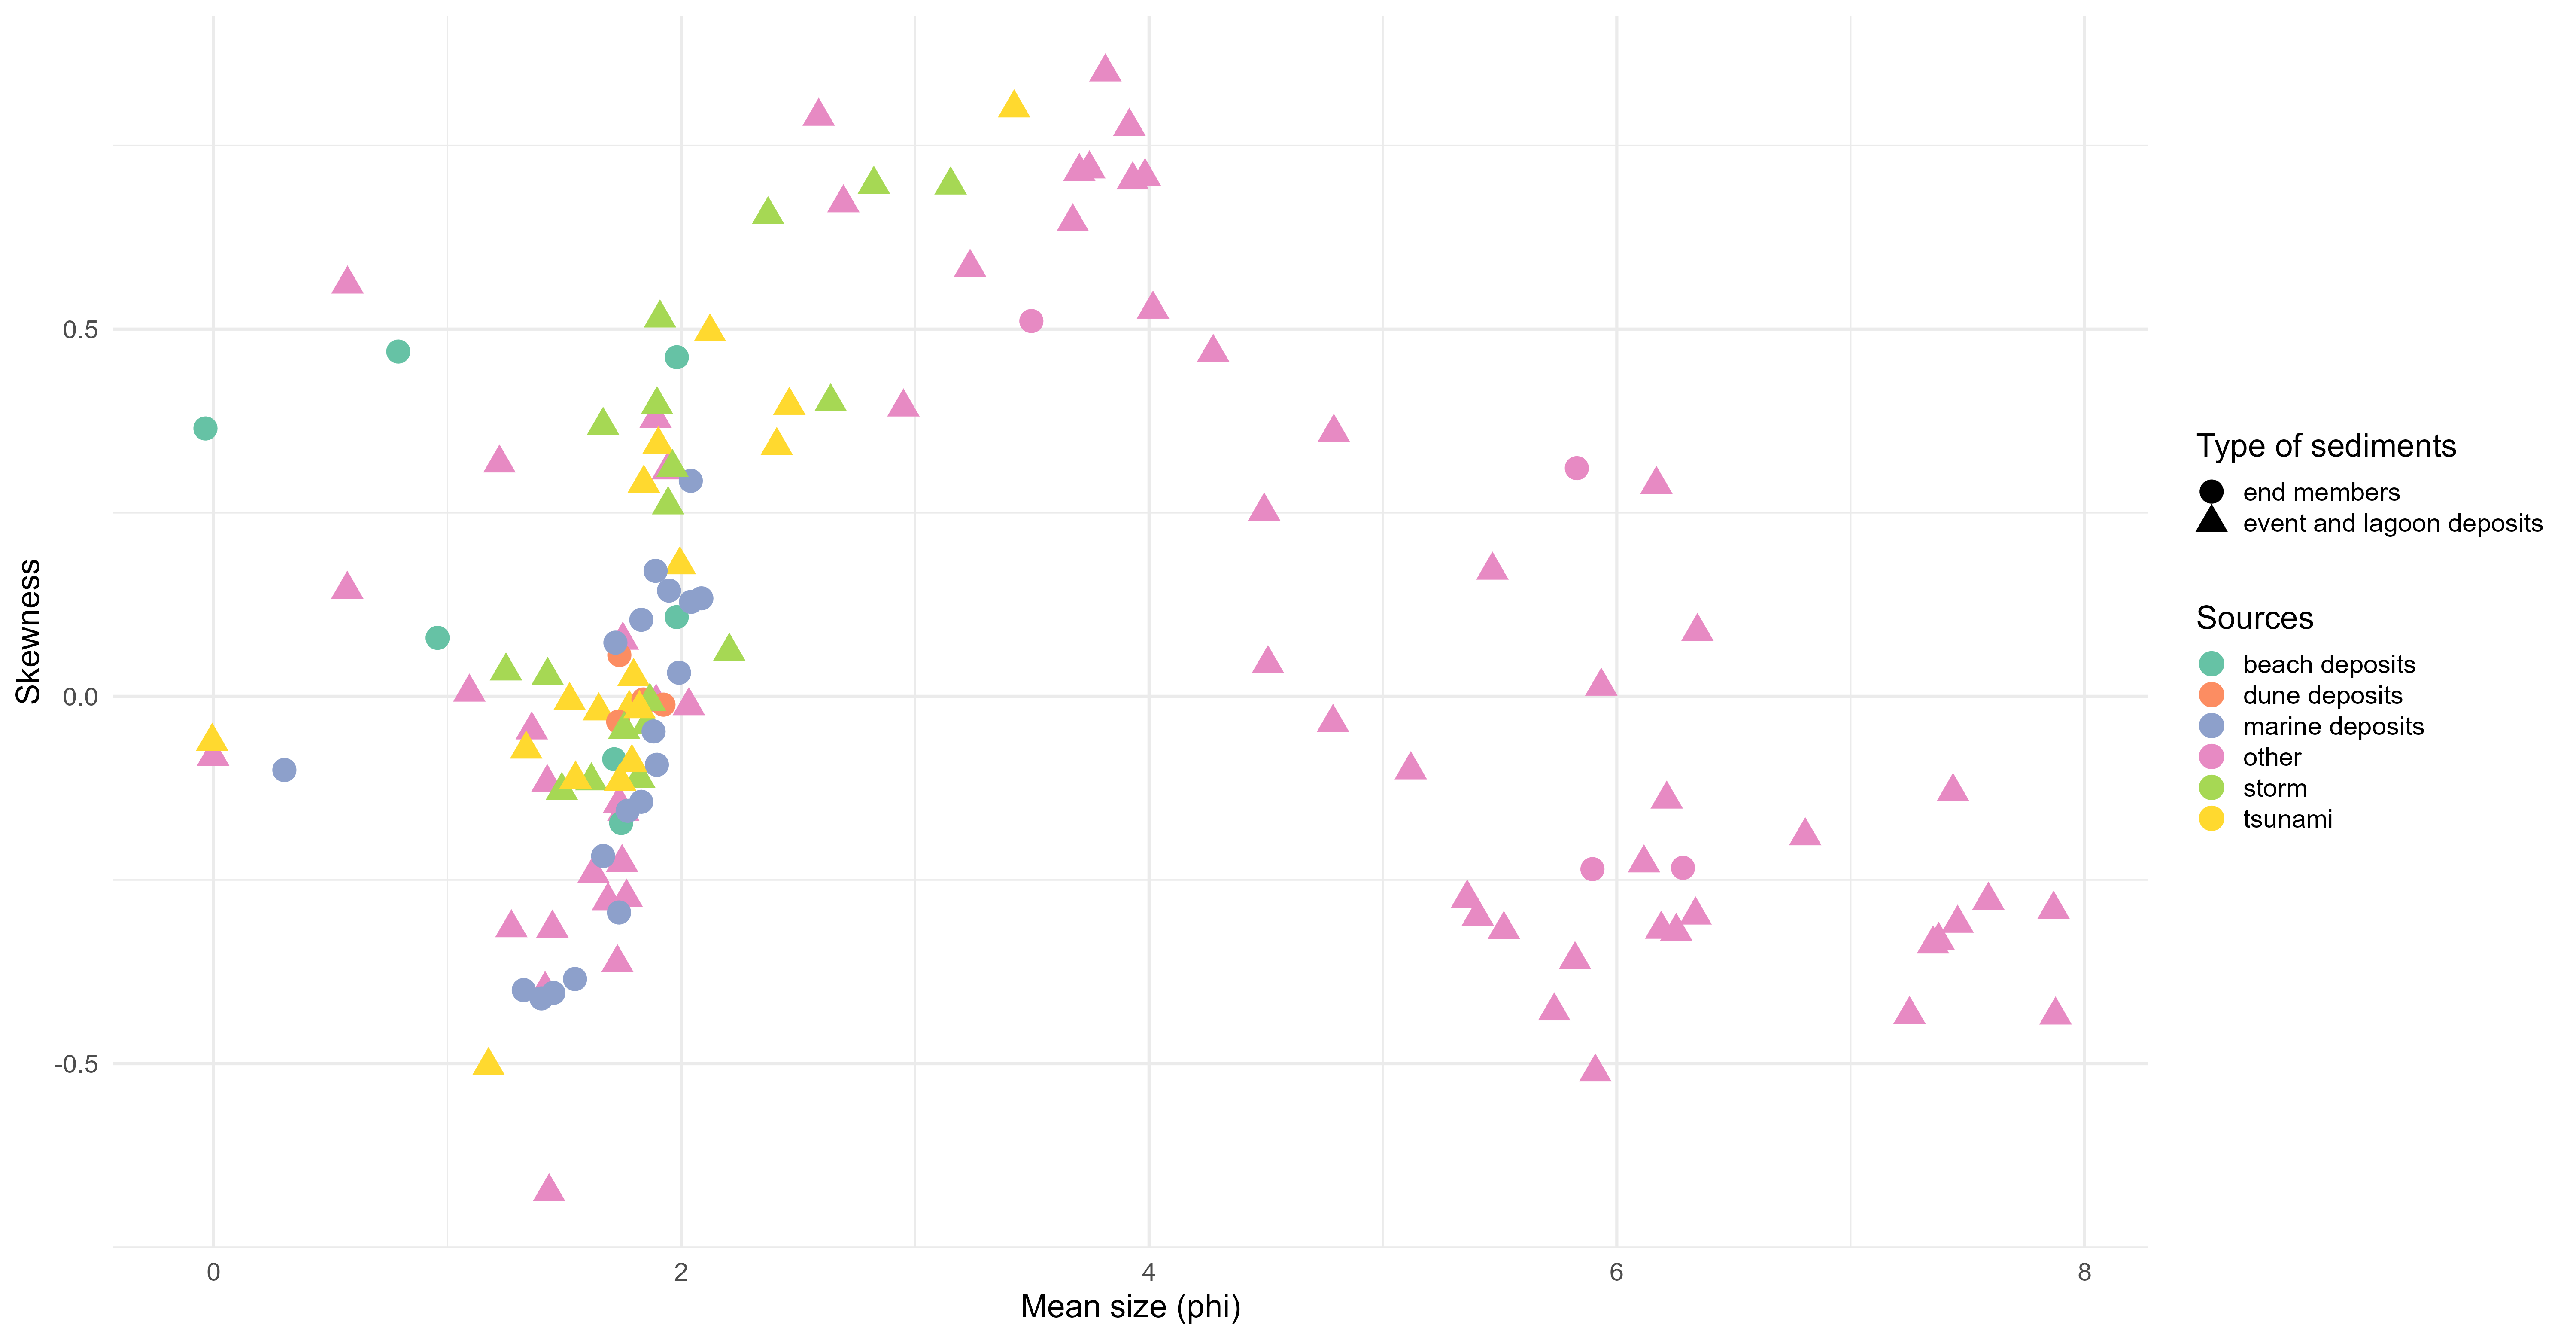 Skewness
0.5
0.0
-0.5
0 2 4 6 8
Mean size (phi)
Type of sediments
end members
event and lagoon deposits
Sources
beach deposits
dune deposits
marine deposits
other
storm
tsunami